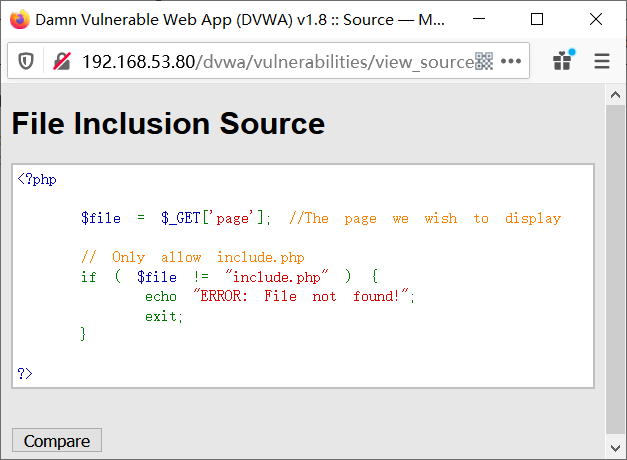 Damn Vulnerable Web App (DVWA) v1.8 :: Source — M...
192.168.53.80/dvwa/vulnerabilities/view_source
File Inclusion Source
<?php
$file = $_GET['page']; //The page we wish to display
// Only allow include.php
if ( $file != "include.php" ) {
echo "ERROR: File not found!";
exit;
}
?>
Compare